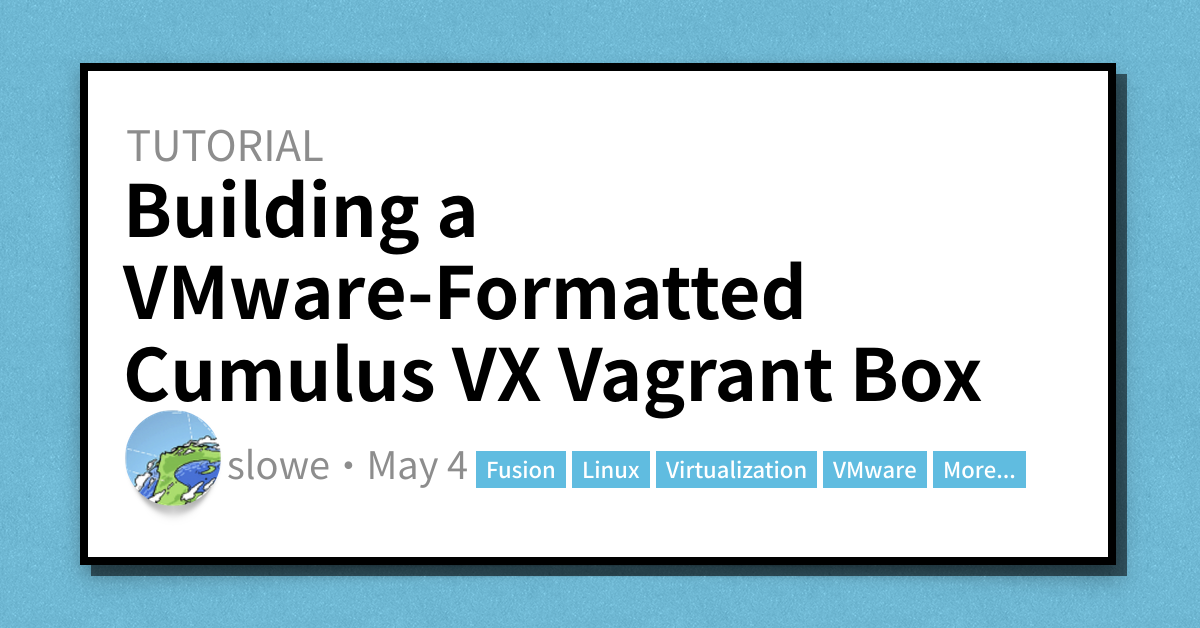 TUTORIAL
Building a
VMware-Formatted
Cumulus VX Vagrant Box
slowe • May 4 Fusion Linux Virtualization VMware More...